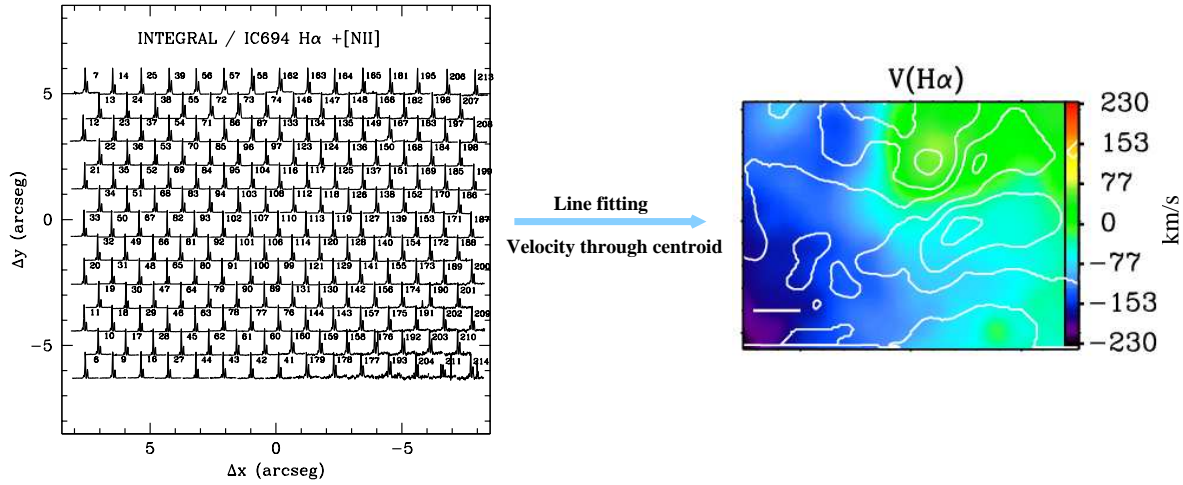 INTEGRAL / IC694 Hα +[NII]
7 14 25 39 56 57 58 162 163 164 165 181 195 206 213
5
13 24 38 55 72 73 74 146 147 148 166 182 196 207
12 23 37 54 71 86 87 133 134 135 149 167 183 197 208
22 36 53 70 85 96 97 123 124 136 150 168 184 198
21 35 52 69 84 95 104 116 117 125 137 151 169 185 199
34 51 68 83 94 103 108 112 118 126 138 152 170 186
0
33 50 67 82 93 102 107 110 113 119 127 139 153 171 187
32 49 66 81 92 101 106 114 120 128 140 154 172 188
20 31 48 65 80 91 100 99 121 129 141 155 173 189 200
19 30 47 64 79 90 89 131 130 142 156 174 190 201
11 18 29 46 63 78 77 76 144 143 157 175 191 202 209
10 17 28 45 62 61 60 160 159 158 176 192 203 210
−5
9 16 27 44 43 42 41 179 178 177 193 204 211 214
Δy (arcseg)
5 0 −5
Δx (arcseg)
Line fitting
Velocity through centroid
V(Hα)
230
153
77
0
−77
−153
−230
km/s